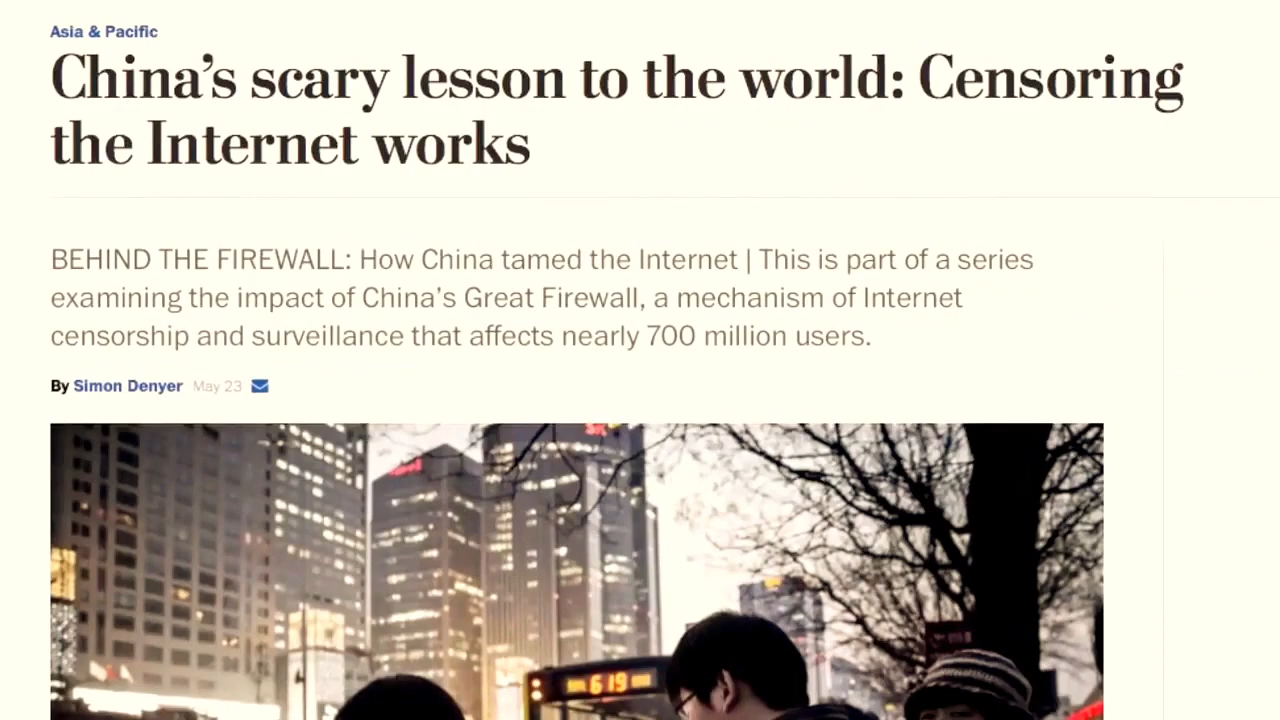 Asia & Pacific
China’s scary lesson to the world: Censoring
the Internet works
BEHIND THE FIREWALL: How China tamed the Internet | This is part of a series
examining the impact of China’s Great Firewall, a mechanism of Internet
censorship and surveillance that affects nearly 700 million users.
By Simon Denyer May 23
619